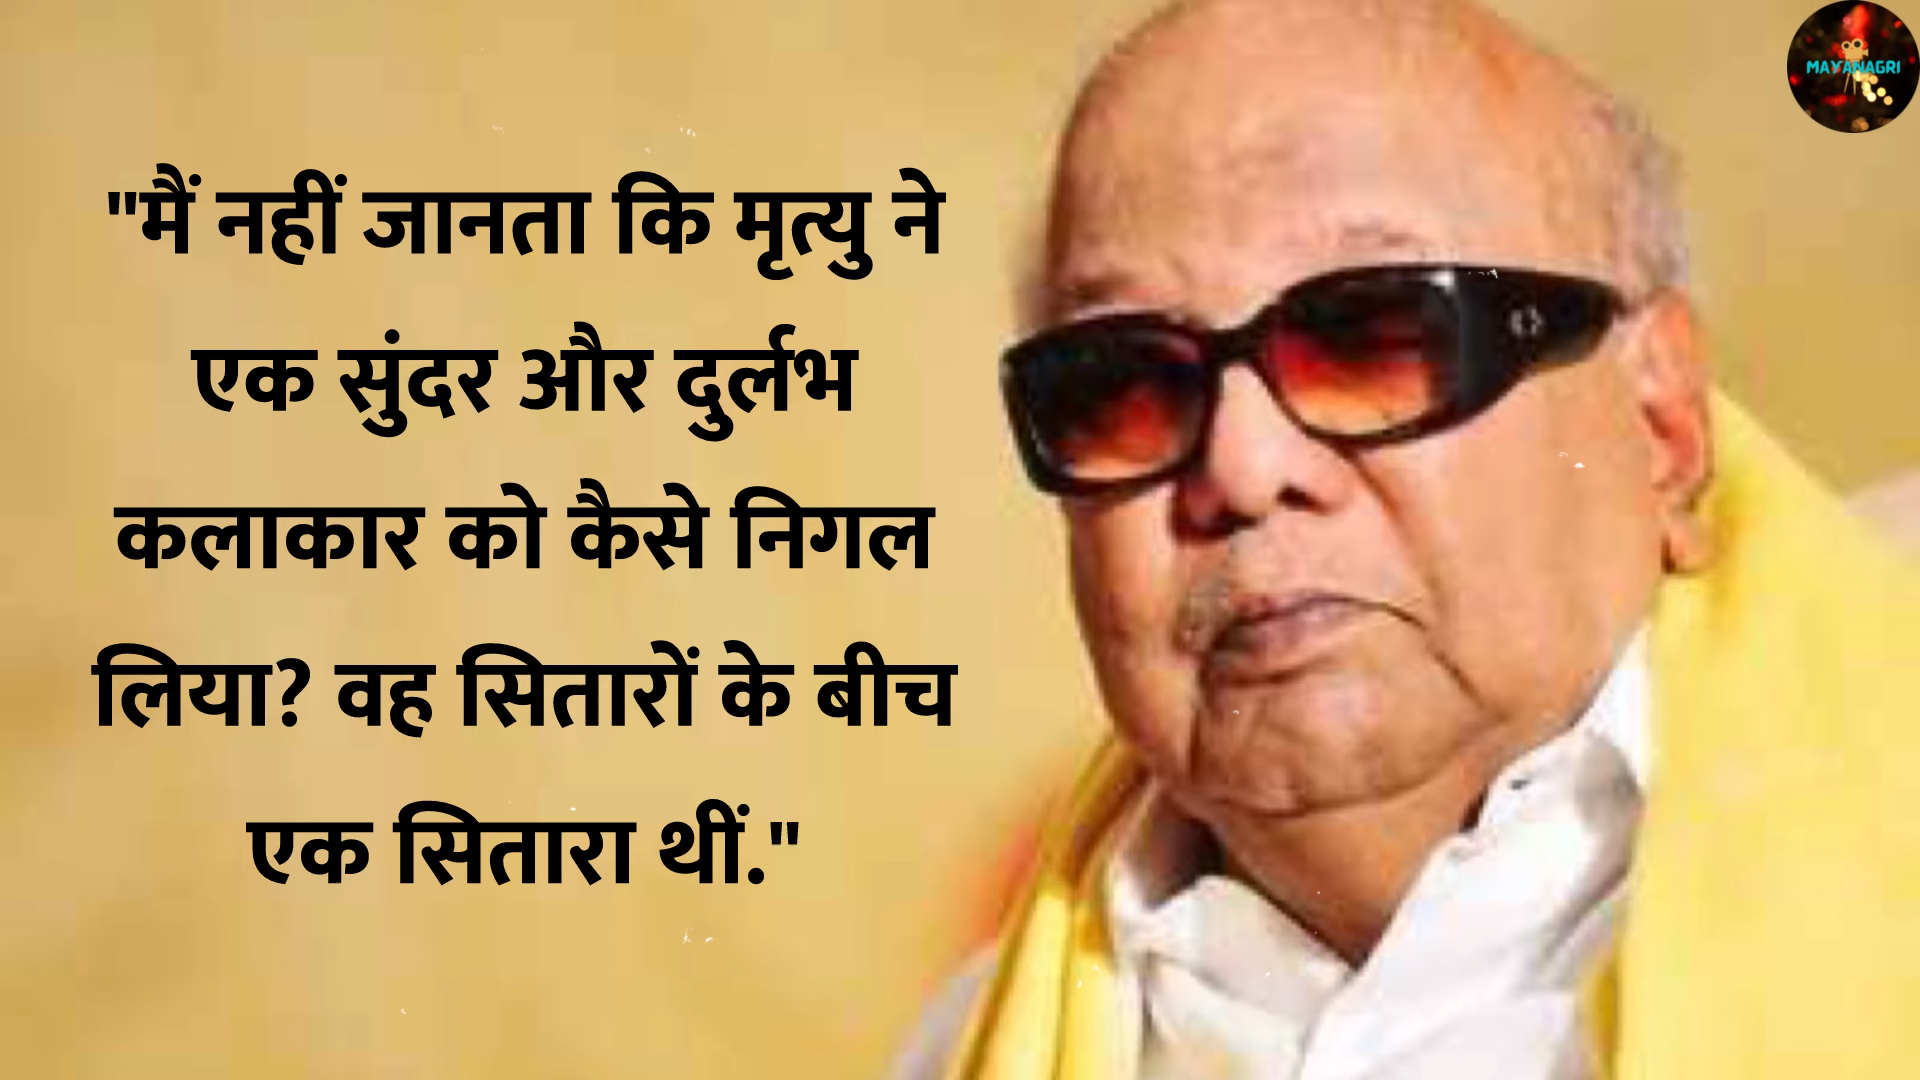 MAYANAGRI
"मैं नहीं जानता कि मृत्यु ने
एक सुंदर और दुर्लभ
कलाकार को कैसे निगल
लिया? वह सितारों के बीच
एक सितारा थीं."